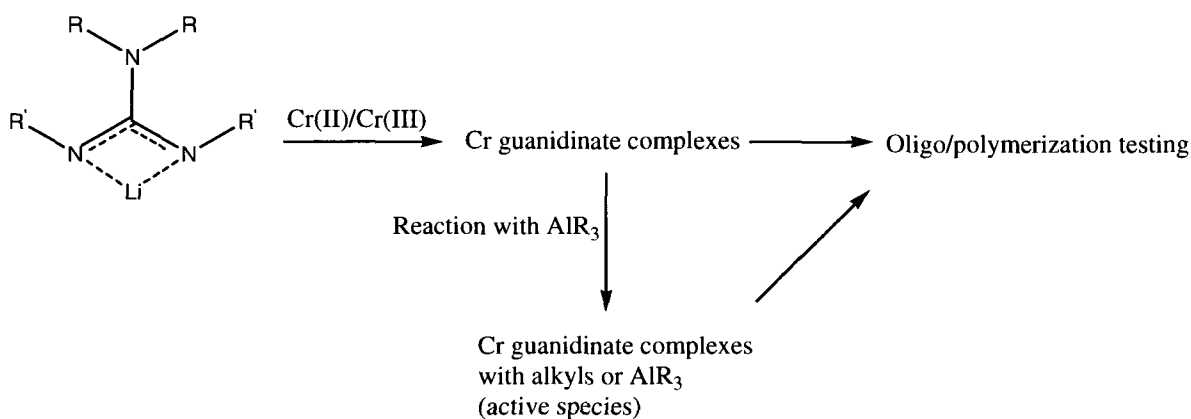 R R
N
R' R'
N N
Li
Cr(II)/Cr(III)
Cr guanidinate complexes
Oligo/polymerization testing
Reaction with AlR₃
Cr guanidinate complexes
with alkyls or AlR₃
(active species)